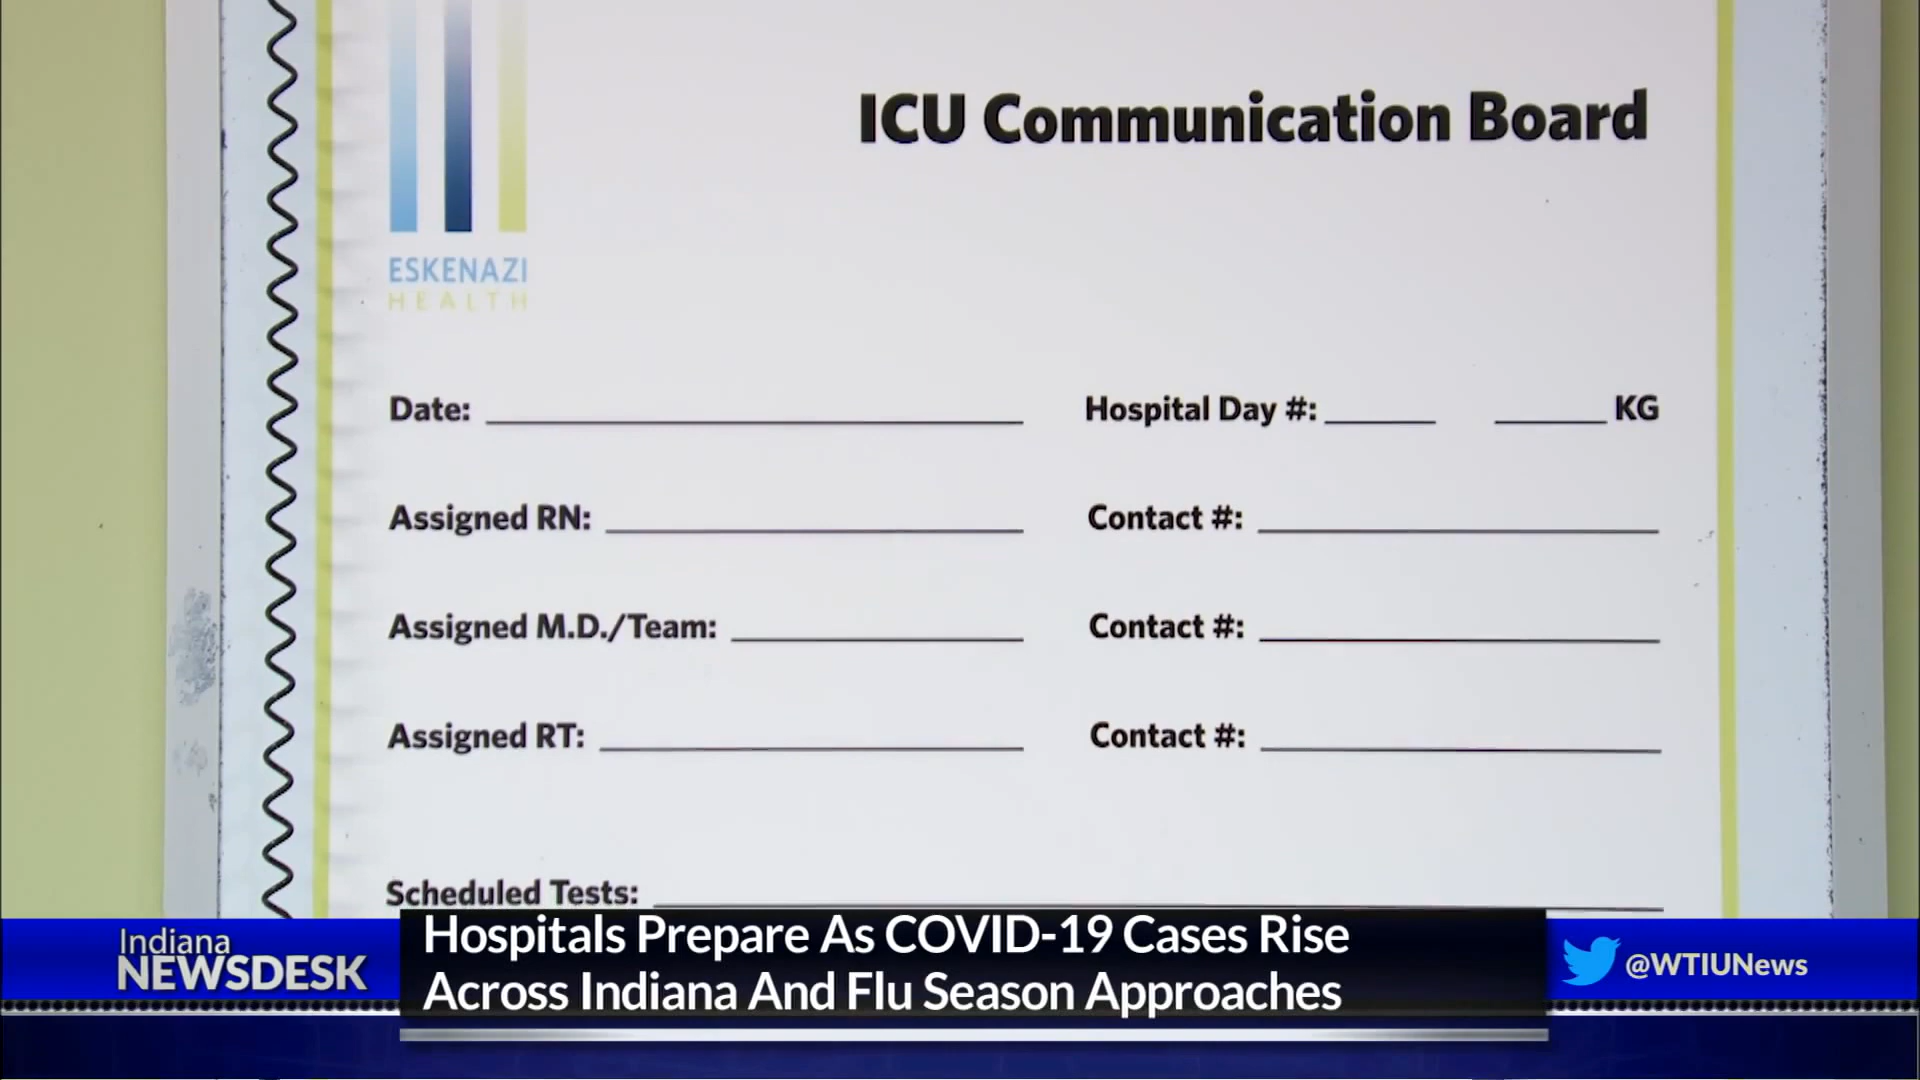 ICU Communication Board
ESKENAZI
HEALTH
Date: Hospital Day #: KG
Assigned RN: Contact #:
Assigned M.D./Team: Contact #:
Assigned RT: Contact #:
Scheduled Tests:
Indiana
NEWSDESK
Hospitals Prepare As COVID-19 Cases Rise
Across Indiana And Flu Season Approaches
@WTIUNews